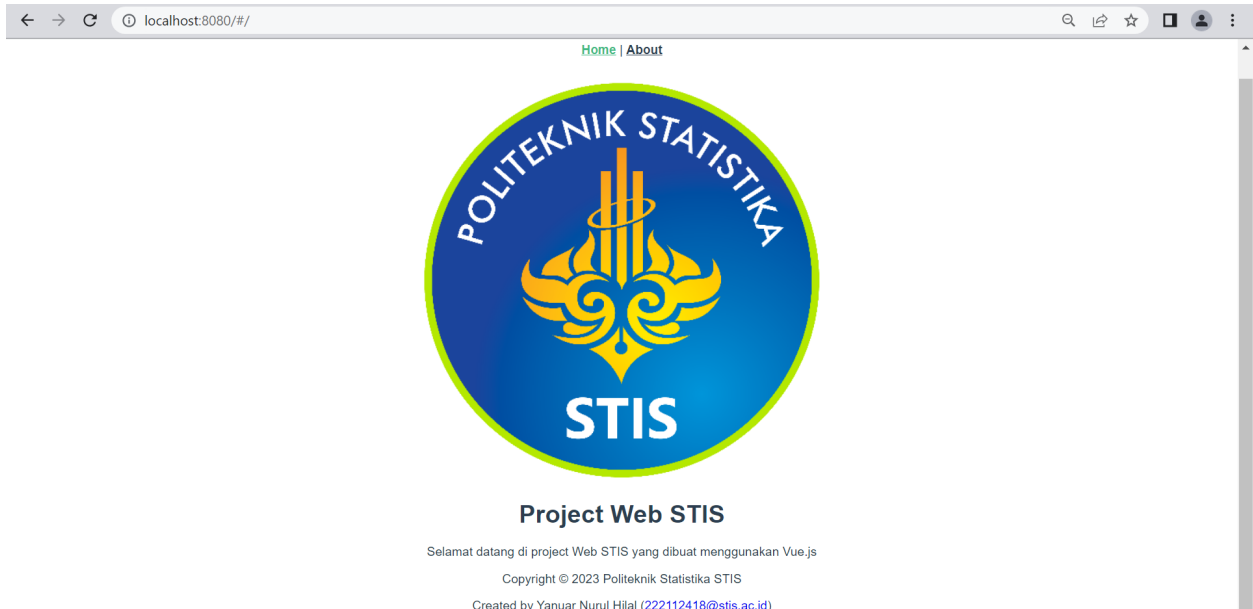 localhost:8080/#/
Home | About
POLITEKNIK STATISTIKA
STIS
Project Web STIS
Selamat datang di project Web STIS yang dibuat menggunakan Vue.js
Copyright © 2023 Politeknik Statistika STIS
Created by Yanuar Nurul Hilal (222112418@stis.ac.id)